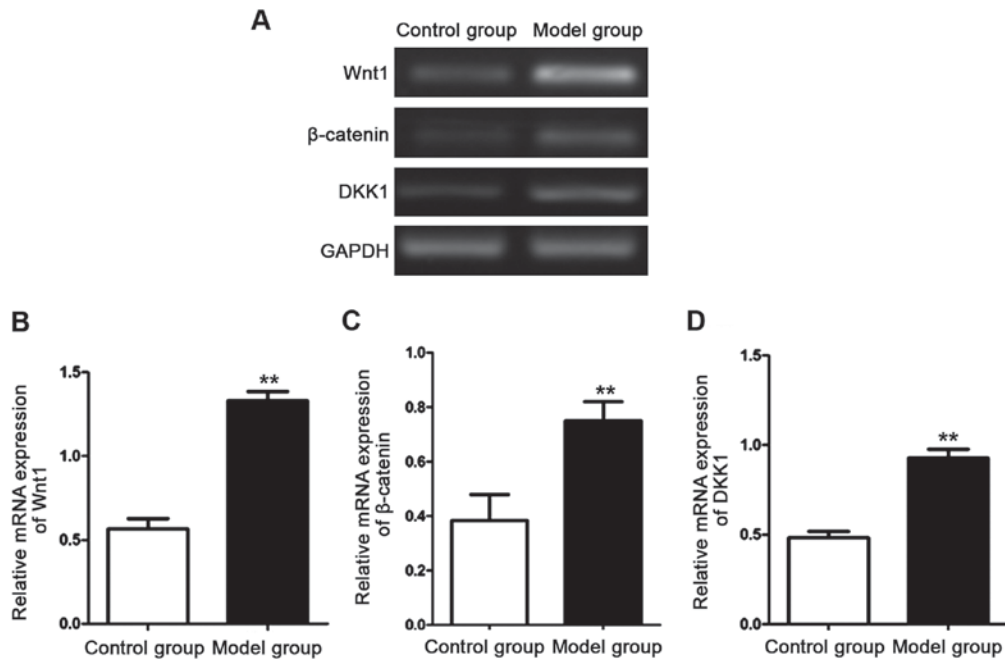 A
Control group Model group
Wnt1
β-catenin
DKK1
GAPDH
B
Relative mRNA expression
of Wnt1
1.5
1.0
0.5
0.0
**
Control group Model group
C
Relative mRNA expression
of β-catenin
1.0
0.8
0.6
0.4
0.2
0.0
**
Control group Model group
D
Relative mRNA expression
of DKK1
1.5
1.0
0.5
0.0
**
Control group Model group